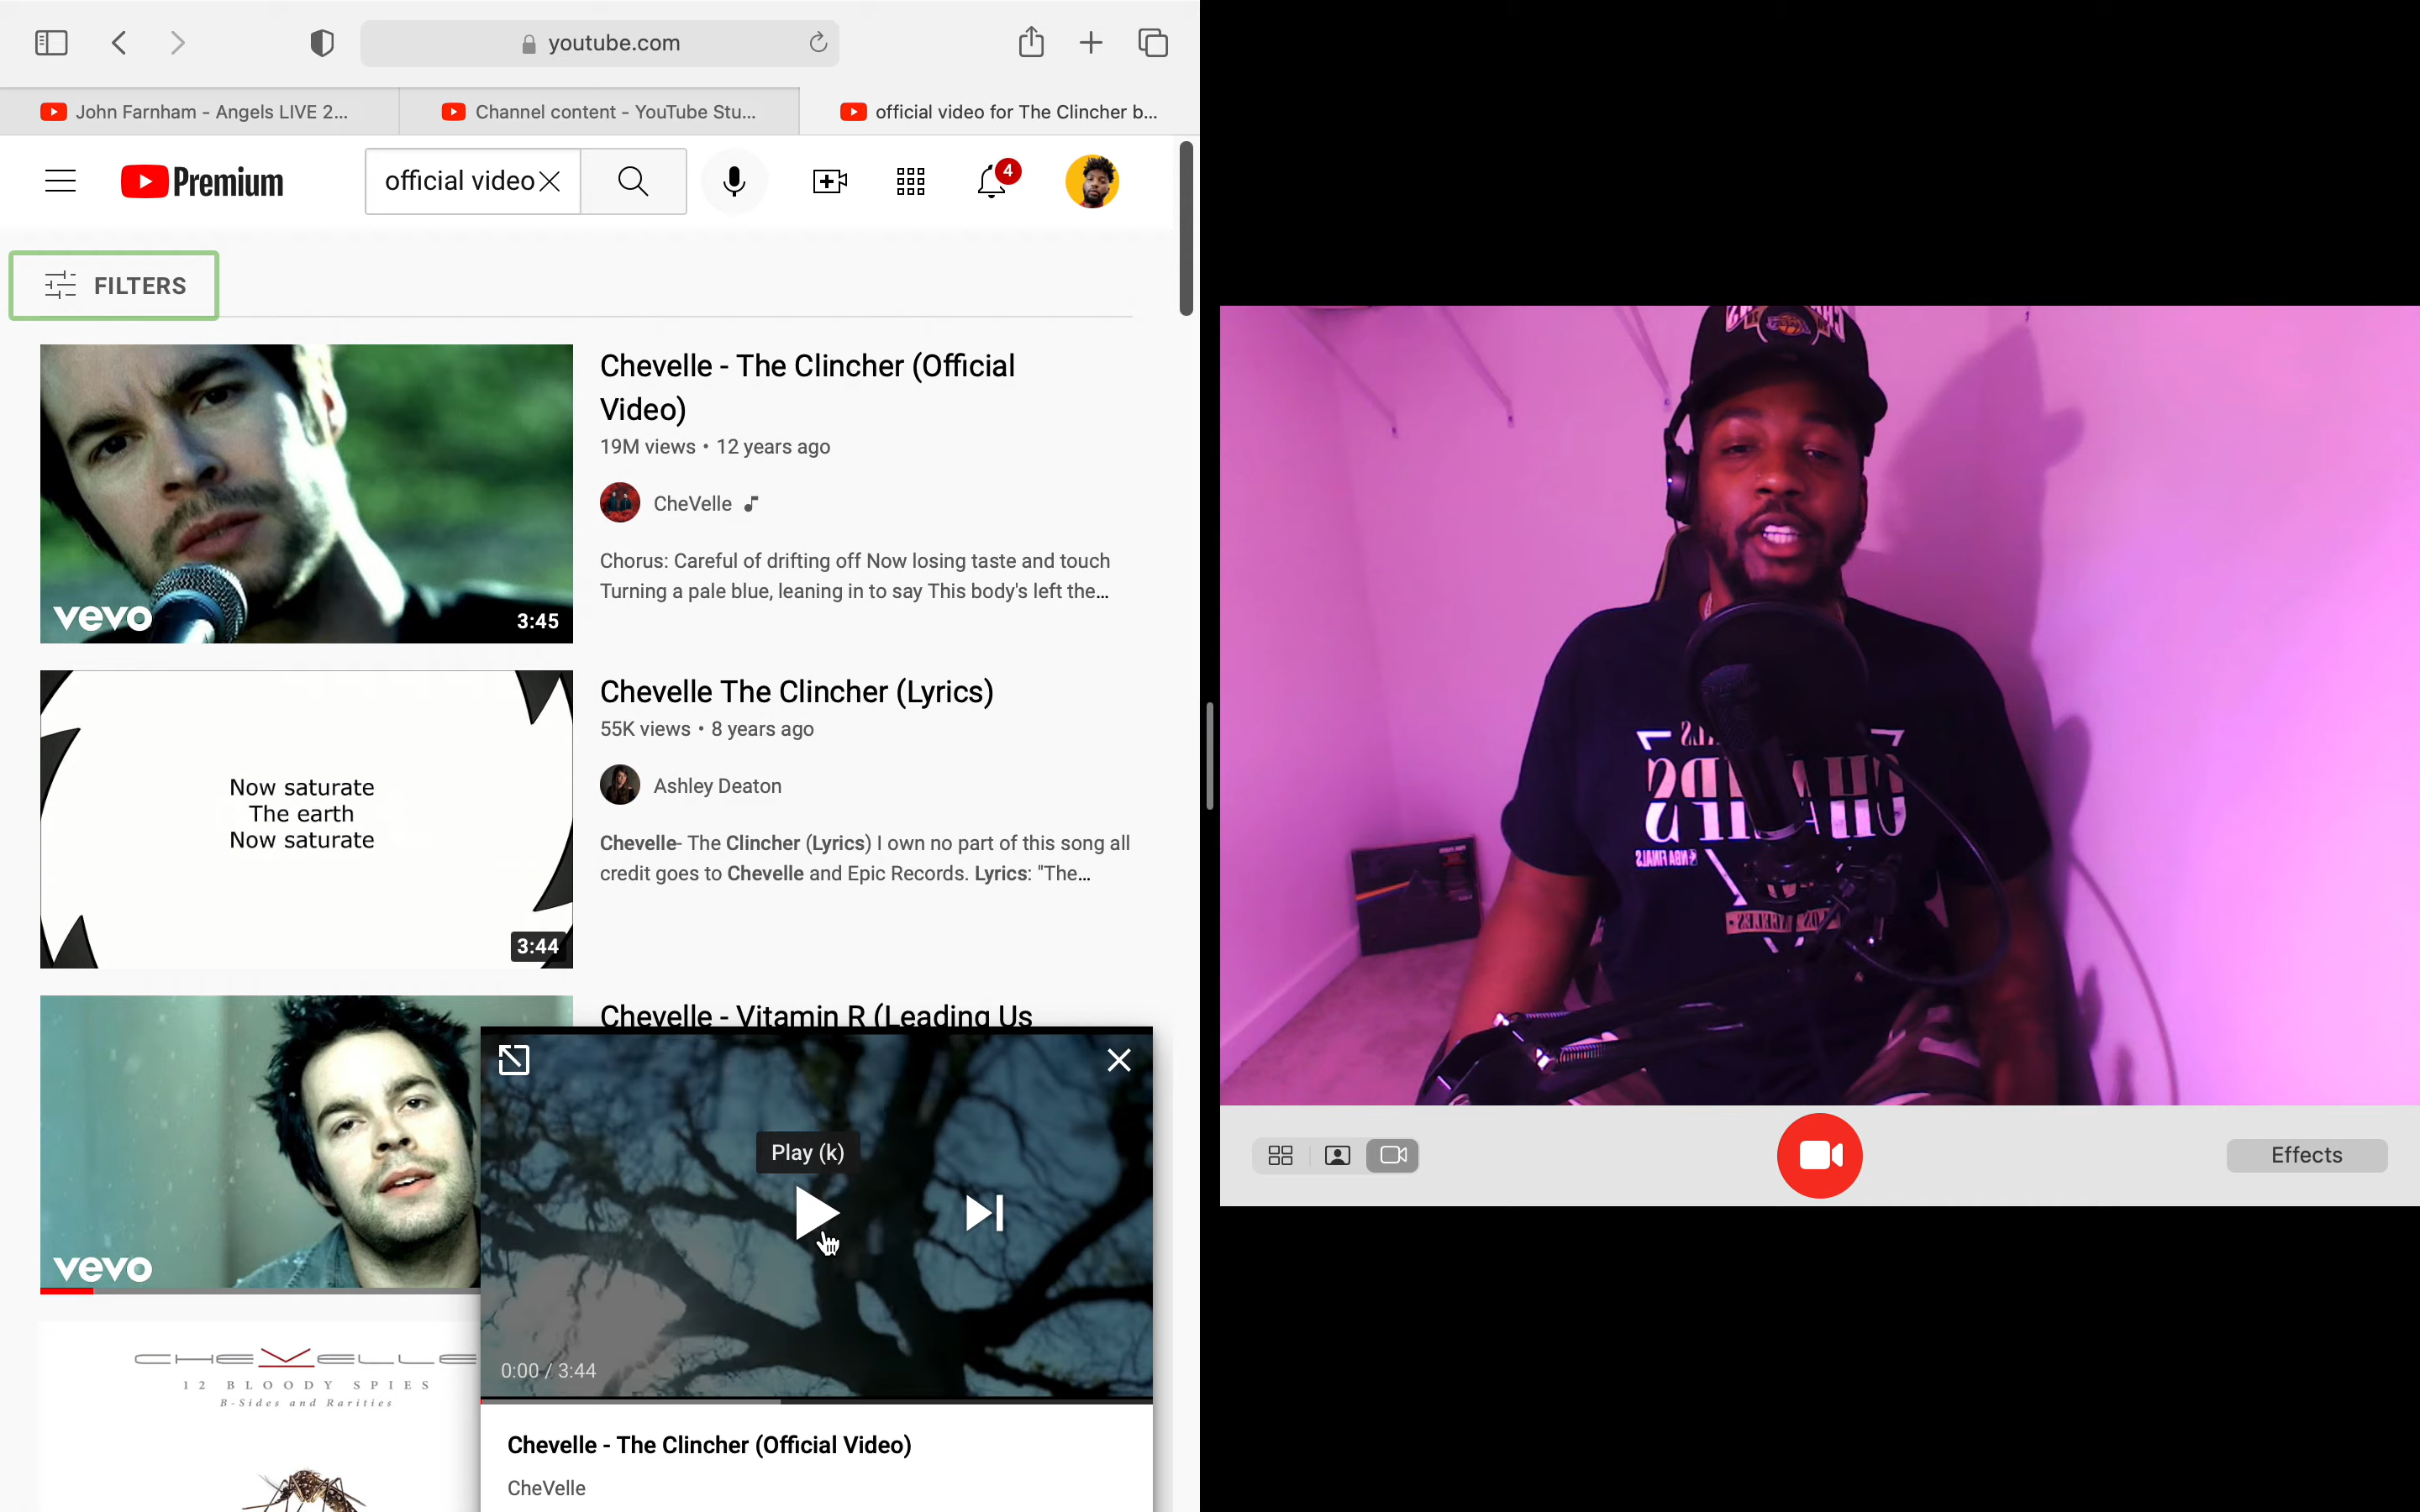 youtube.com
John Farnham - Angels LIVE 2...
Channel content - YouTube Stu...
official video for The Clincher b...
Premium
official video
4
FILTERS
Chevelle - The Clincher (Official
Video)
19M views • 12 years ago
CheVelle
Chorus: Careful of drifting off Now losing taste and touch
Turning a pale blue, leaning in to say This body's left the...
vevo
3:45
Chevelle The Clincher (Lyrics)
55K views • 8 years ago
Ashley Deaton
Chevelle- The Clincher (Lyrics) I own no part of this song all
credit goes to Chevelle and Epic Records. Lyrics: "The...
Now saturate
The earth
Now saturate
3:44
Chevelle - Vitamin R (Leading Us
vevo
Play (k)
0:00 / 3:44
Chevelle - The Clincher (Official Video)
CheVelle
CHEVELLE
12 BLOODY SPIES
B-Sides and Rarities
NBA FINALS
Effects